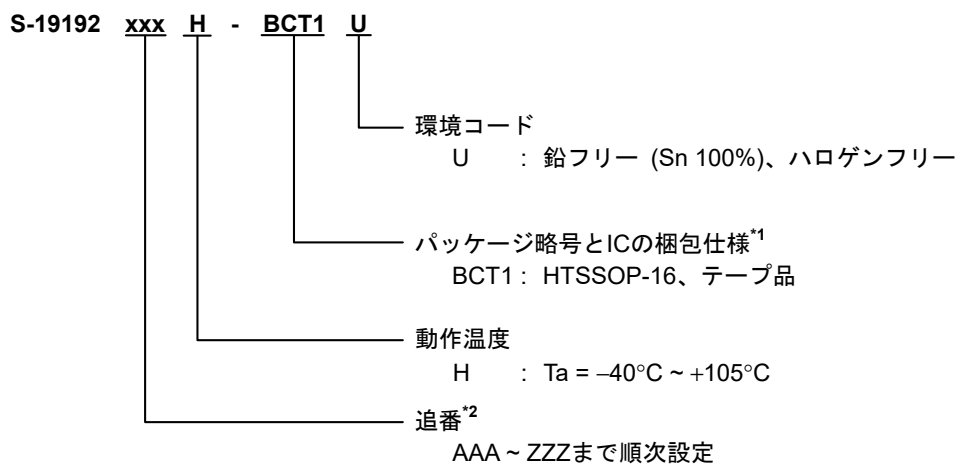 S-19192 xxx H - BCT1 U
環境コード
U : 鉛フリー (Sn 100%)、ハロゲンフリー
パッケージ略号とICの梱包仕様*1
BCT1 : HTSSOP-16、テープ品
動作温度
H : Ta = −40°C ~ +105°C
追番*2
AAA ~ ZZZまで順次設定